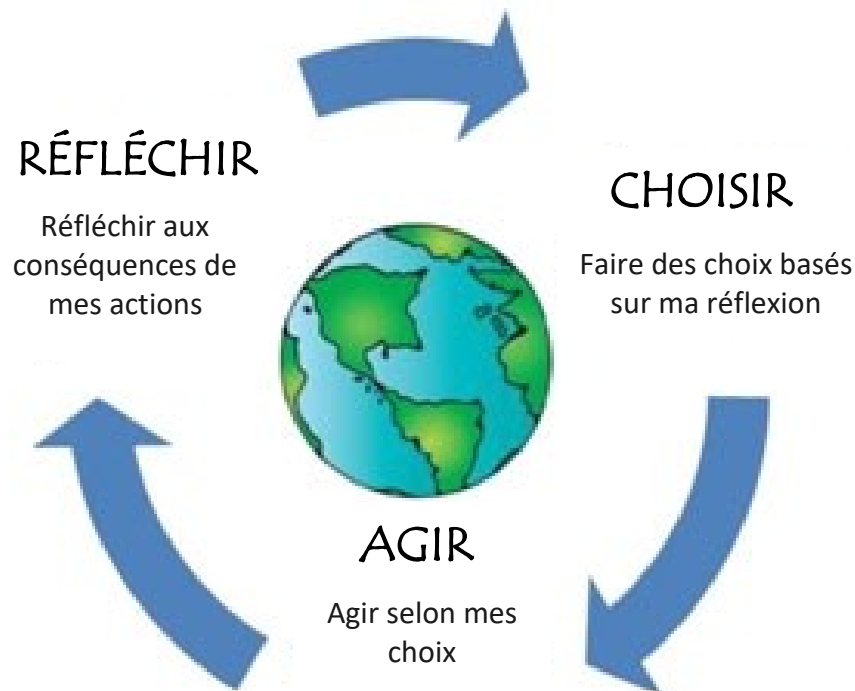 RÉFLÉCHIR
Réfléchir aux
conséquences de
mes actions
CHOISIR
Faire des choix basés
sur ma réflexion
AGIR
Agir selon mes
choix